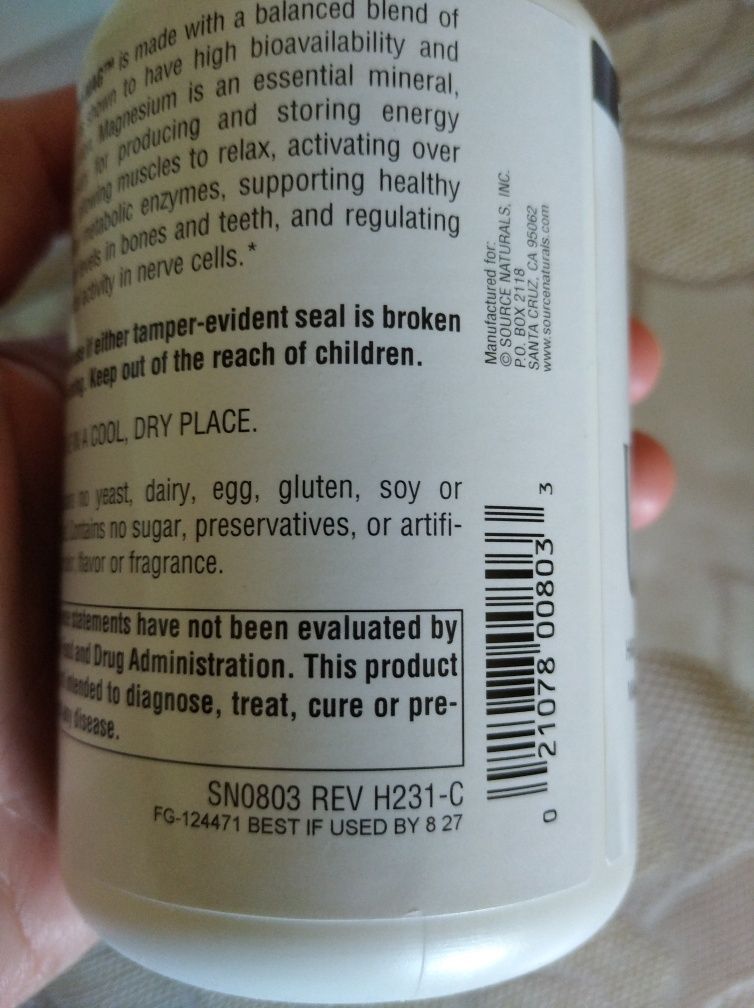 is made with a balanced blend of
to have high bioavailability and
Magnesium is an essential mineral,
for producing and storing energy
muscles to relax, activating over
metabolic enzymes, supporting healthy
in bones and teeth, and regulating
activity in nerve cells.*
if either tamper-evident seal is broken
Keep out of the reach of children.
A COOL, DRY PLACE.
no yeast, dairy, egg, gluten, soy or
Contains no sugar, preservatives, or artifi-
flavor or fragrance.
statements have not been evaluated by
and Drug Administration. This product
intended to diagnose, treat, cure or pre-
disease.
SN0803 REV H231-C
FG-124471 BEST IF USED BY 8 27
Manufactured for:
© SOURCE NATURALS, INC.
P.O. BOX 2118
SANTA CRUZ, CA 95062
www.sourcenaturals.com
0 21078 00803 3